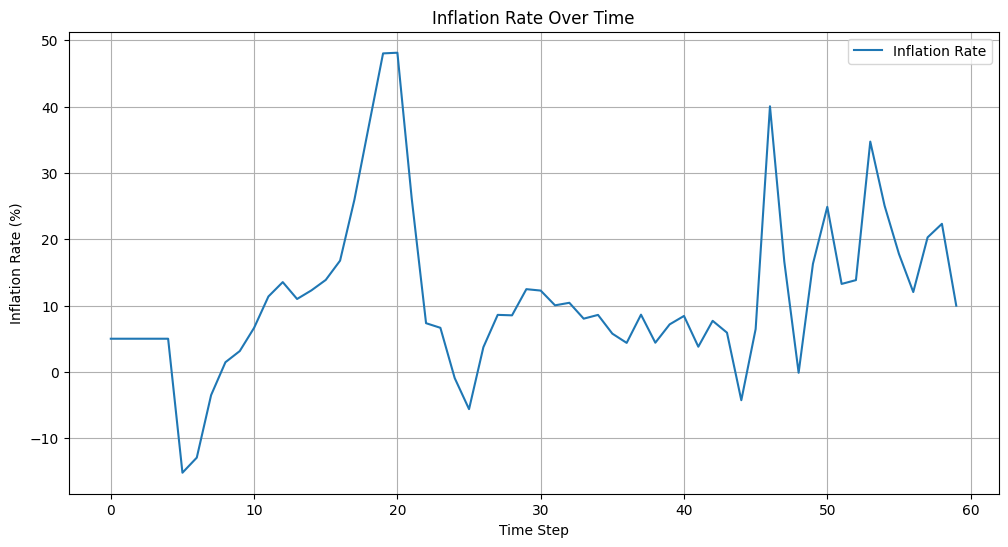 Inflation Rate Over Time
Inflation Rate
Inflation Rate (%)
50
40
30
20
10
0
−10
0 10 20 30 40 50 60
Time Step